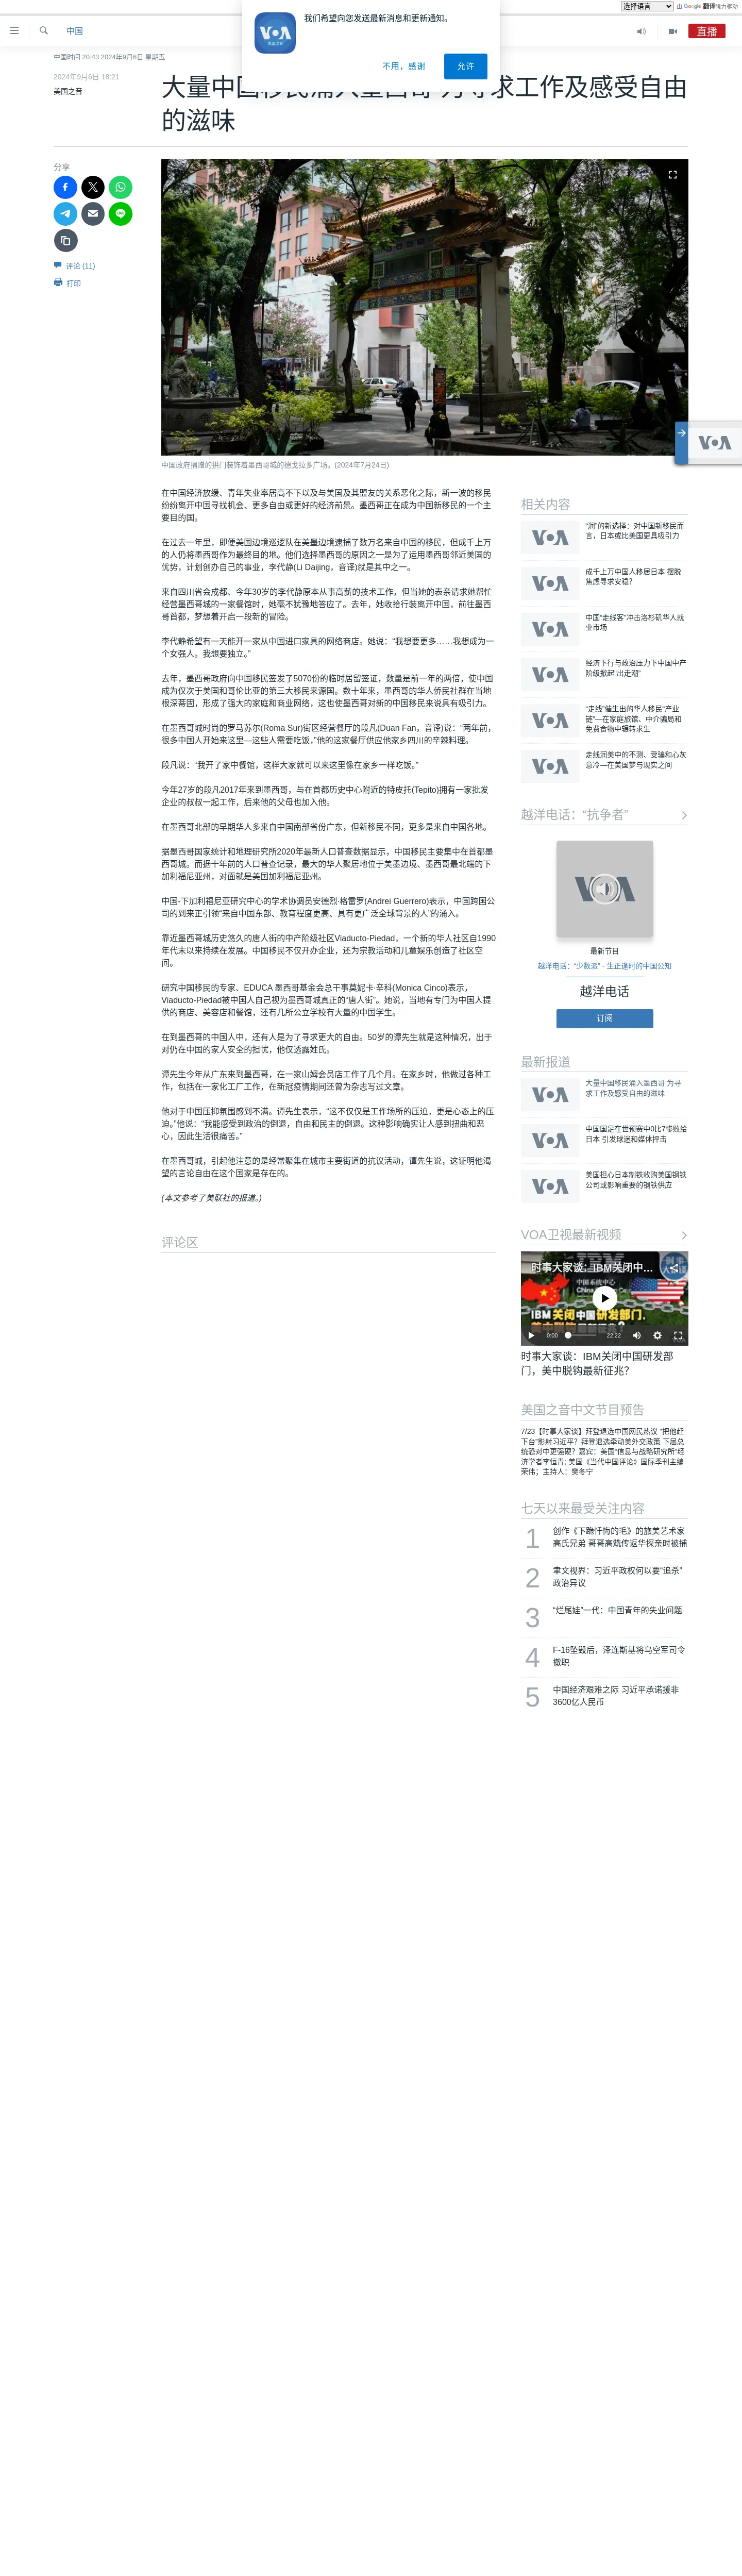 选择语言
由 Google 翻译强力驱动
我们希望向您发送最新消息和更新通知。
VOA
美国之音
不用，感谢
允许
中国
直播
中国时间 20:43 2024年9月6日 星期五
2024年9月6日 18:21
美国之音
大量中国移民涌入墨西哥 为寻求工作及感受自由
的滋味
分享
评论 (11)
打印
中国政府捐赠的拱门装饰着墨西哥城的德戈拉多广场。(2024年7月24日)
VOA
在中国经济放缓、青年失业率居高不下以及与美国及其盟友的关系恶化之际，新一波的移民
纷纷离开中国寻找机会、更多自由或更好的经济前景。墨西哥正在成为中国新移民的一个主
要目的国。
在过去一年里，即便美国边境巡逻队在美墨边境逮捕了数万名来自中国的移民，但成千上万
的人仍将墨西哥作为最终目的地。他们选择墨西哥的原因之一是为了运用墨西哥邻近美国的
优势，计划创办自己的事业，李代静(Li Daijing，音译)就是其中之一。
来自四川省会成都、今年30岁的李代静原本从事高薪的技术工作，但当她的表亲请求她帮忙
经营墨西哥城的一家餐馆时，她毫不犹豫地答应了。去年，她收拾行装离开中国，前往墨西
哥首都，梦想着开启一段新的冒险。
李代静希望有一天能开一家从中国进口家具的网络商店。她说：“我想要更多……我想成为一
个女强人。我想要独立。”
去年，墨西哥政府向中国移民签发了5070份的临时居留签证，数量是前一年的两倍，使中国
成为仅次于美国和哥伦比亚的第三大移民来源国。数十年来，墨西哥的华人侨民社群在当地
根深蒂固，形成了强大的家庭和商业网络，这也使墨西哥对新的中国移民来说具有吸引力。
在墨西哥城时尚的罗马苏尔(Roma Sur)街区经营餐厅的段凡(Duan Fan，音译)说：“两年前，
很多中国人开始来这里—这些人需要吃饭，”他的这家餐厅供应他家乡四川的辛辣料理。
段凡说：“我开了家中餐馆，这样大家就可以来这里像在家乡一样吃饭。”
今年27岁的段凡2017年来到墨西哥，与在首都历史中心附近的特皮托(Tepito)拥有一家批发
企业的叔叔一起工作，后来他的父母也加入他。
在墨西哥北部的早期华人多来自中国南部省份广东，但新移民不同，更多是来自中国各地。
据墨西哥国家统计和地理研究所2020年最新人口普查数据显示，中国移民主要集中在首都墨
西哥城。而据十年前的人口普查记录，最大的华人聚居地位于美墨边境、墨西哥最北端的下
加利福尼亚州，对面就是美国加利福尼亚州。
中国-下加利福尼亚研究中心的学术协调员安德烈·格雷罗(Andrei Guerrero)表示，中国跨国公
司的到来正引领“来自中国东部、教育程度更高、具有更广泛全球背景的人”的涌入。
靠近墨西哥城历史悠久的唐人街的中产阶级社区Viaducto-Piedad，一个新的华人社区自1990
年代末以来持续在发展。中国移民不仅开办企业，还为宗教活动和儿童娱乐创造了社区空
间。
研究中国移民的专家、EDUCA 墨西哥基金会总干事莫妮卡·辛科(Monica Cinco)表示，
Viaducto-Piedad被中国人自己视为墨西哥城真正的“唐人街”。她说，当地有专门为中国人提
供的商店、美容店和餐馆，还有几所公立学校有大量的中国学生。
在到墨西哥的中国人中，还有人是为了寻求更大的自由。50岁的谭先生就是这种情况，出于
对仍在中国的家人安全的担忧，他仅透露姓氏。
谭先生今年从广东来到墨西哥，在一家山姆会员店工作了几个月。在家乡时，他做过各种工
作，包括在一家化工厂工作，在新冠疫情期间还曾为杂志写过文章。
他对于中国压抑氛围感到不满。谭先生表示，“这不仅仅是工作场所的压迫，更是心态上的压
迫。”他说：“我能感受到政治的倒退，自由和民主的倒退。这种影响确实让人感到扭曲和恶
心，因此生活很痛苦。”
在墨西哥城，引起他注意的是经常聚集在城市主要街道的抗议活动，谭先生说，这证明他渴
望的言论自由在这个国家是存在的。
(本文参考了美联社的报道。)
评论区
相关内容
“润”的新选择：对中国新移民而
言，日本或比美国更具吸引力
成千上万中国人移居日本 摆脱
焦虑寻求安稳？
中国“走线客”冲击洛杉矶华人就
业市场
经济下行与政治压力下中国中产
阶级掀起“出走潮”
“走线”催生出的华人移民“产业
链”—在家庭旅馆、中介骗局和
免费食物中辗转求生
走线润美中的不测、受骗和心灰
意冷—在美国梦与现实之间
越洋电话：“抗争者”
最新节目
越洋电话：“少数派” - 生正逢时的中国公知
越洋电话
订阅
最新报道
大量中国移民涌入墨西哥 为寻
求工作及感受自由的滋味
中国国足在世预赛中0比7惨败给
日本 引发球迷和媒体抨击
美国担心日本制铁收购美国钢铁
公司或影响重要的钢铁供应
VOA卫视最新视频
时事大家谈：IBM关闭中...
中国系统中心
IBM关闭中国研发部门,
0:00
22:22
时事大家谈：IBM关闭中国研发部
门，美中脱钩最新征兆？
美国之音中文节目预告
7/23【时事大家谈】拜登退选中国网民热议 “把他赶
下台”影射习近平？拜登退选牵动美外交政策 下届总
统恐对中更强硬？嘉宾：美国“信息与战略研究所”经
济学者李恒青; 美国《当代中国评论》国际季刊主编
荣伟；主持人：樊冬宁
七天以来最受关注内容
1
创作《下跪忏悔的毛》的旅美艺术家
高氏兄弟 哥哥高兟传返华探亲时被捕
2
聿文视界：习近平政权何以要“追杀”
政治异议
3
“烂尾娃”一代：中国青年的失业问题
4
F-16坠毁后，泽连斯基将乌空军司令
撤职
5
中国经济艰难之际 习近平承诺援非
3600亿人民币